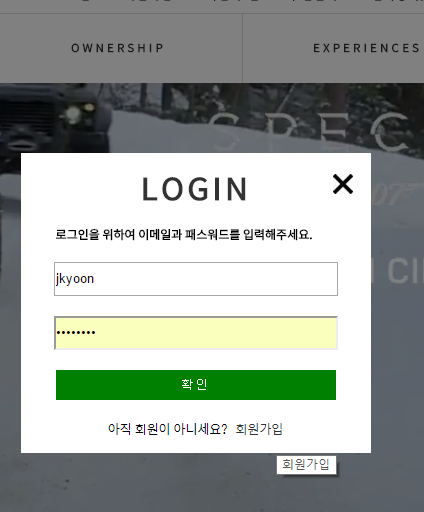 OWNERSHIP
EXPERIENCES
SPEC
007
LOGIN
로그인을 위하여 이메일과 패스워드를 입력해주세요.
jkyoon
••••••••
확인
아직 회원이 아니세요? 회원가입
회원가입